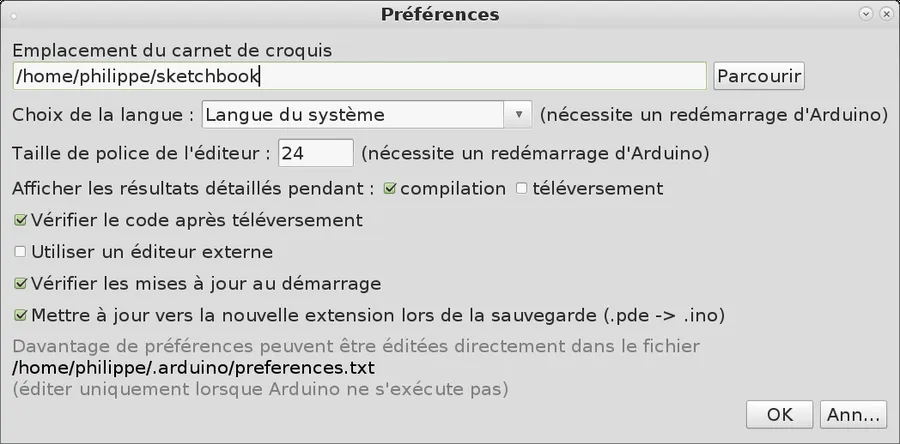 Préférences
Emplacement du carnet de croquis
/home/philippe/sketchbook Parcourir
Choix de la langue : Langue du système (nécessite un redémarrage d'Arduino)
Taille de police de l'éditeur : 24 (nécessite un redémarrage d'Arduino)
Afficher les résultats détaillés pendant : compilation téléversement
Vérifier le code après téléversement
Utiliser un éditeur externe
Vérifier les mises à jour au démarrage
Mettre à jour vers la nouvelle extension lors de la sauvegarde (.pde -> .ino)
Davantage de préférences peuvent être éditées directement dans le fichier
/home/philippe/.arduino/preferences.txt
(éditer uniquement lorsque Arduino ne s'exécute pas)
OK Ann...